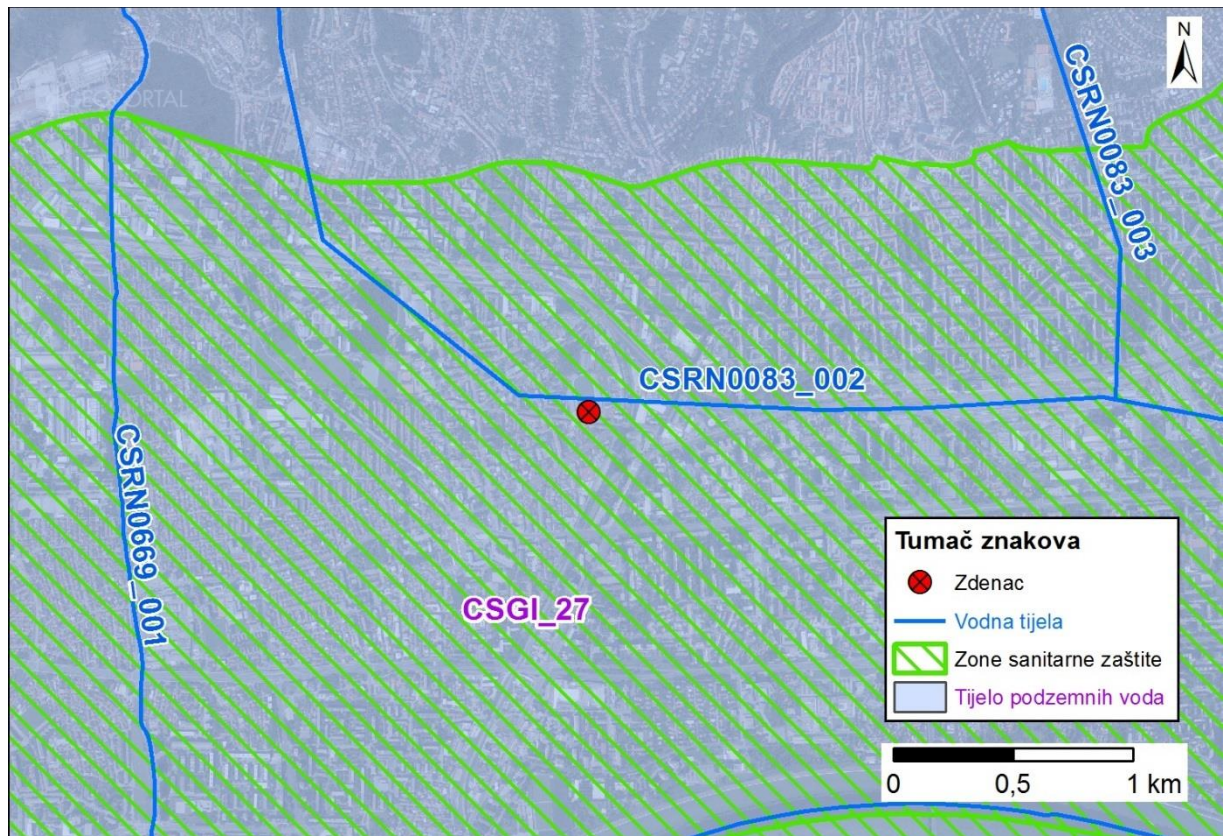 N
GEOPORTAL
CSRN0083_003
CSRN0083_002
CSRN0669_001
CSGI_27
Tumač znakova
Zdenac
Vodna tijela
Zone sanitarne zaštite
Tijelo podzemnih voda
0 0,5 1 km